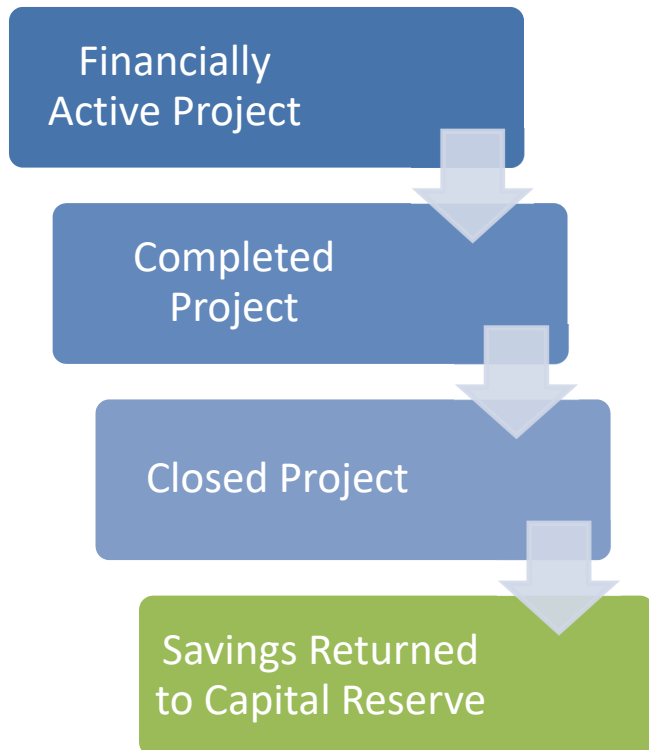 Financially
Active Project
Completed
Project
Closed Project
Savings Returned
to Capital Reserve